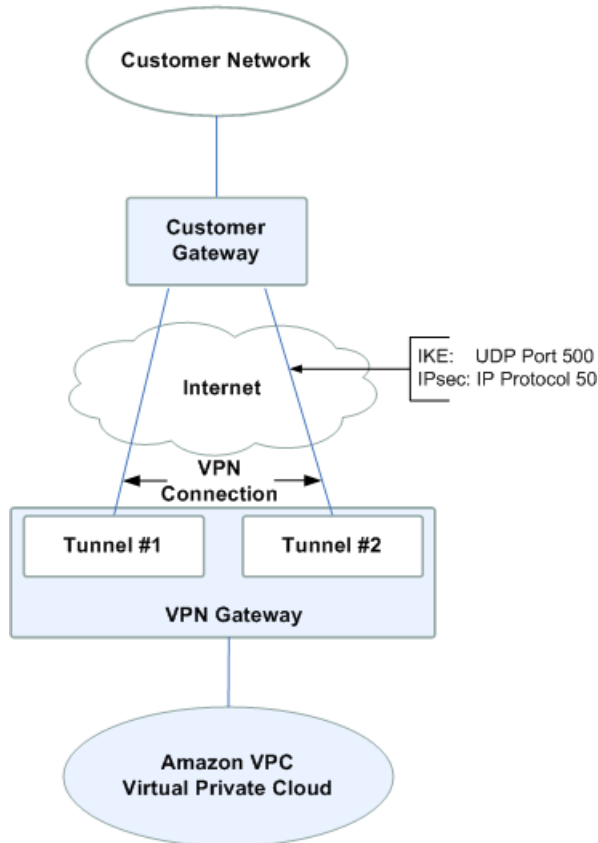 Customer Network
Customer
Gateway
Internet
IKE: UDP Port 500
IPsec: IP Protocol 50
VPN
Connection
Tunnel #1
Tunnel #2
VPN Gateway
Amazon VPC
Virtual Private Cloud